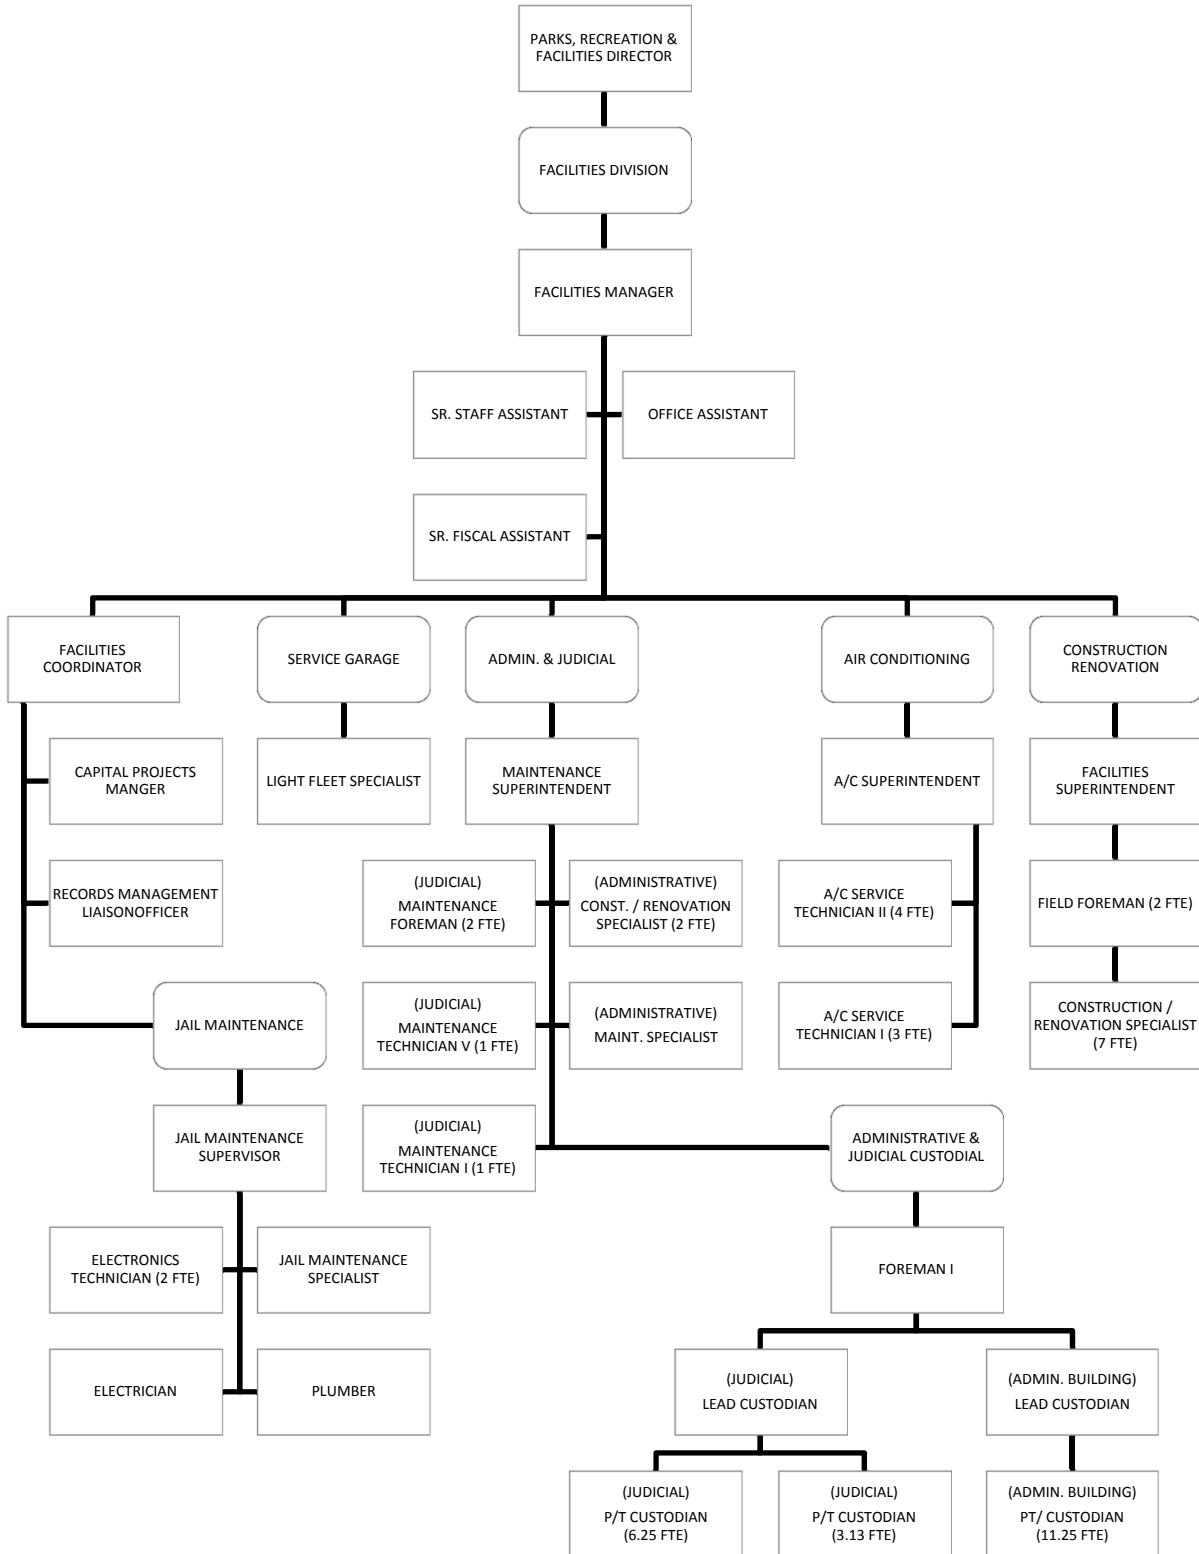 PARKS, RECREATION &
FACILITIES DIRECTOR
FACILITIES DIVISION
FACILITIES MANAGER
SR. STAFF ASSISTANT
OFFICE ASSISTANT
SR. FISCAL ASSISTANT
FACILITIES
COORDINATOR
SERVICE GARAGE
ADMIN. & JUDICIAL
AIR CONDITIONING
CONSTRUCTION
RENOVATION
CAPITAL PROJECTS
MANGER
LIGHT FLEET SPECIALIST
MAINTENANCE
SUPERINTENDENT
A/C SUPERINTENDENT
FACILITIES
SUPERINTENDENT
RECORDS MANAGEMENT
LIAISONOFFICER
(JUDICIAL)
MAINTENANCE
FOREMAN (2 FTE)
(ADMINISTRATIVE)
CONST. / RENOVATION
SPECIALIST (2 FTE)
A/C SERVICE
TECHNICIAN II (4 FTE)
FIELD FOREMAN (2 FTE)
JAIL MAINTENANCE
(JUDICIAL)
MAINTENANCE
TECHNICIAN V (1 FTE)
(ADMINISTRATIVE)
MAINT. SPECIALIST
A/C SERVICE
TECHNICIAN I (3 FTE)
CONSTRUCTION /
RENOVATION SPECIALIST
(7 FTE)
JAIL MAINTENANCE
SUPERVISOR
(JUDICIAL)
MAINTENANCE
TECHNICIAN I (1 FTE)
ADMINISTRATIVE &
JUDICIAL CUSTODIAL
ELECTRONICS
TECHNICIAN (2 FTE)
JAIL MAINTENANCE
SPECIALIST
FOREMAN I
ELECTRICIAN
PLUMBER
(JUDICIAL)
LEAD CUSTODIAN
(ADMIN. BUILDING)
LEAD CUSTODIAN
(JUDICIAL)
P/T CUSTODIAN
(6.25 FTE)
(JUDICIAL)
P/T CUSTODIAN
(3.13 FTE)
(ADMIN. BUILDING)
PT/ CUSTODIAN
(11.25 FTE)